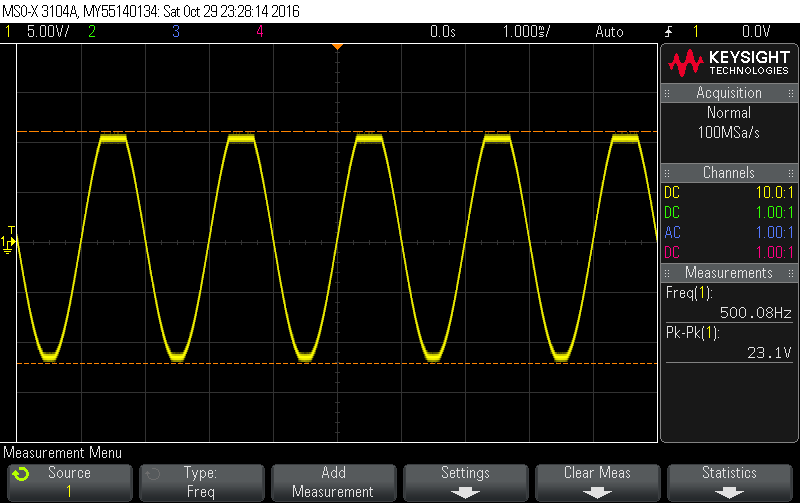 MSO-X 3104A, MY55140134: Sat Oct 29 23:28:14 2016
1 5.00V/ 2 3 4 0.0s 1.000ms/ Auto 1 0.0V
KEYSIGHT
TECHNOLOGIES
Acquisition
Normal
100MSa/s
Channels
DC 10.0:1
DC 1.00:1
AC 1.00:1
DC 1.00:1
Measurements
Freq(1):
500.08Hz
Pk-Pk(1):
23.1V
T
1
Measurement Menu
Source
1
Type:
Freq
Add
Measurement
Settings
Clear Meas
Statistics